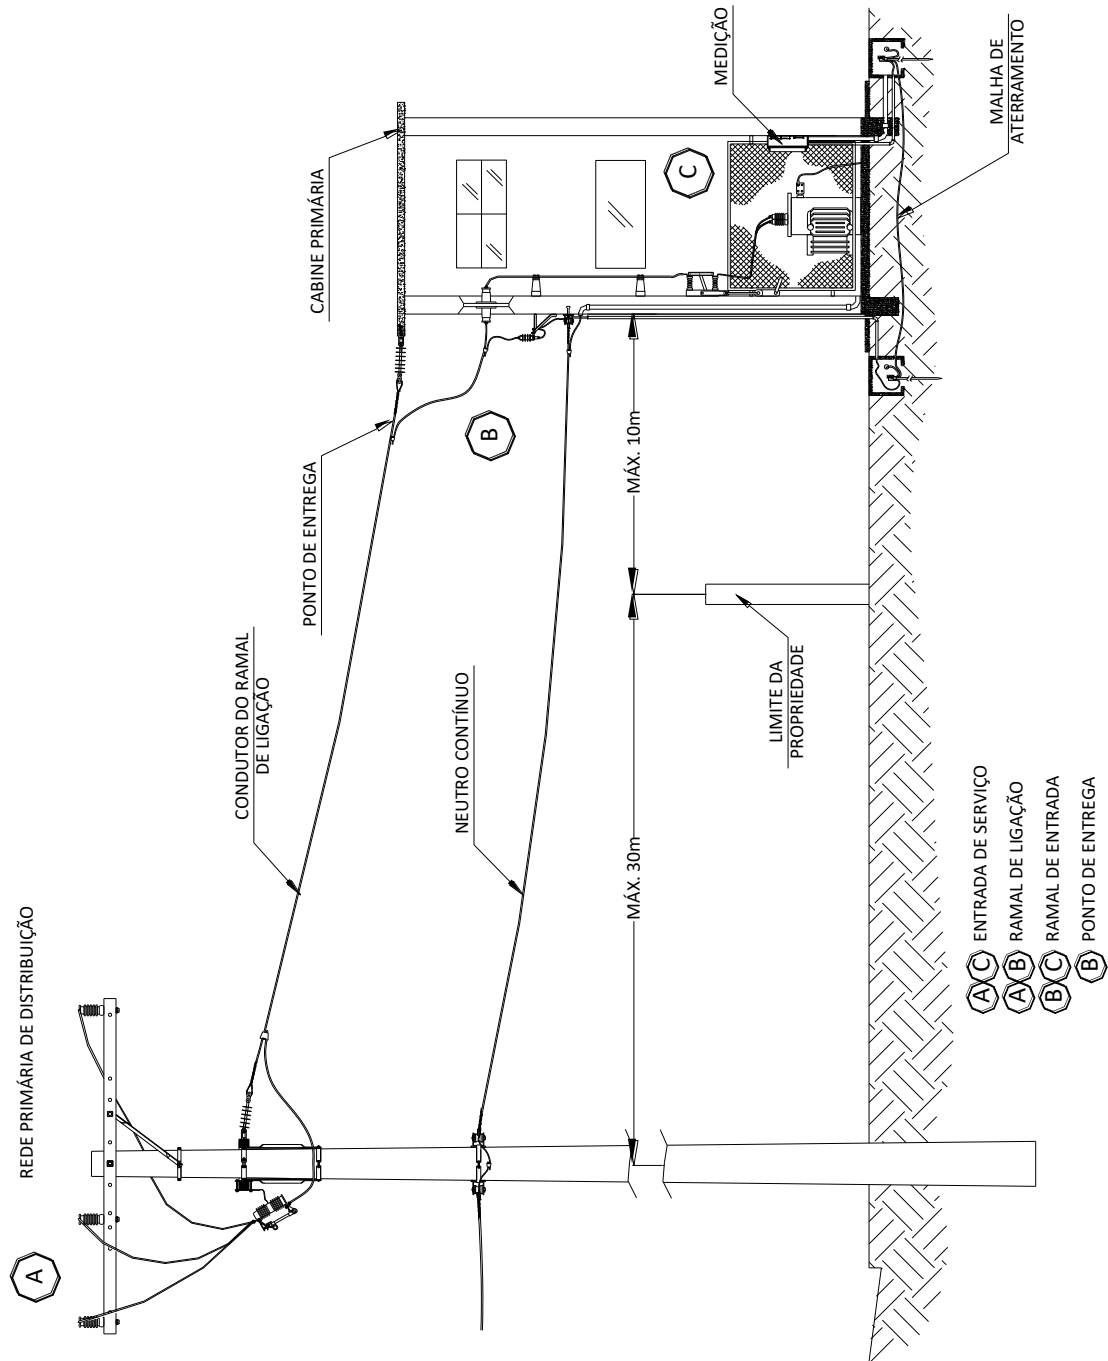 A
REDE PRIMÁRIA DE DISTRIBUIÇÃO
CONDUTOR DO RAMAL
DE LIGAÇÃO
PONTO DE ENTREGA
CABINE PRIMÁRIA
B
NEUTRO CONTÍNUO
C
MEDIÇÃO
MÁX. 30m
MÁX. 10m
LIMITE DA
PROPRIEDADE
MALHA DE
ATERRAMENTO
A C ENTRADA DE SERVIÇO
A B RAMAL DE LIGAÇÃO
B C RAMAL DE ENTRADA
B PONTO DE ENTREGA